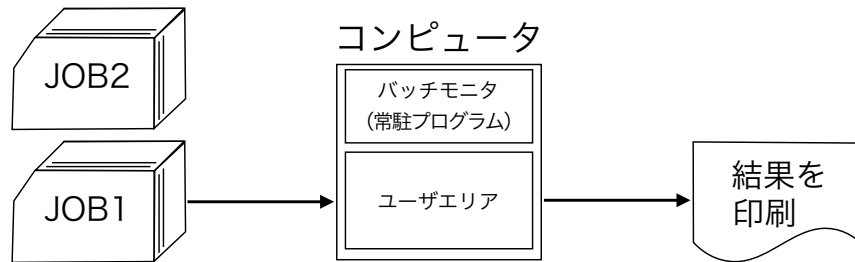 コンピュータ
JOB2
バッチモニタ
（常駐プログラム）
JOB1
ユーザエリア
結果を
印刷